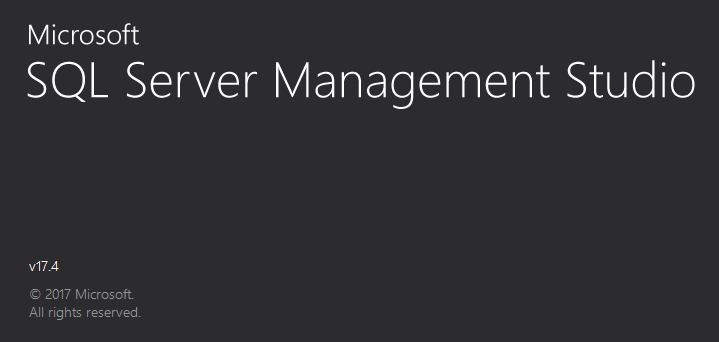 Microsoft
SQL Server Management Studio
v17.4
© 2017 Microsoft.
All rights reserved.